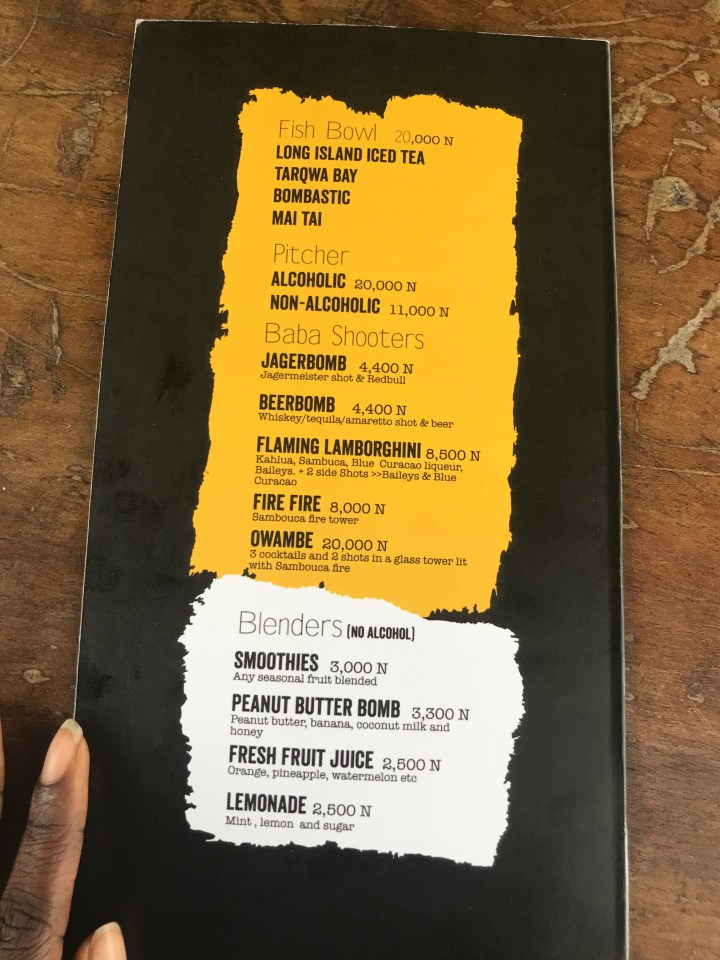 Fish Bowl 20,000 N
LONG ISLAND ICED TEA
TARQWA BAY
BOMBASTIC
MAI TAI
Pitcher
ALCOHOLIC 20,000 N
NON-ALCOHOLIC 11,000 N
Baba Shooters
JAGERBOMB 4,400 N
Jagermeister shot & Redbull
BEERBOMB 4,400 N
Whiskey/tequila/amaretto shot & beer
FLAMING LAMBORGHINI 8,500 N
Kahlua, Sambuca, Blue Curacao liqueur,
Baileys. + 2 side Shots >>Baileys & Blue
Curacao
FIRE FIRE 8,000 N
Sambouca fire tower
OWAMBE 20,000 N
3 cocktails and 2 shots in a glass tower lit
with Sambouca fire
Blenders (NO ALCOHOL)
SMOOTHIES 3,000 N
Any seasonal fruit blended
PEANUT BUTTER BOMB 3,300 N
Peanut butter, banana, coconut milk and
honey
FRESH FRUIT JUICE 2,500 N
Orange, pineapple, watermelon etc
LEMONADE 2,500 N
Mint , lemon and sugar